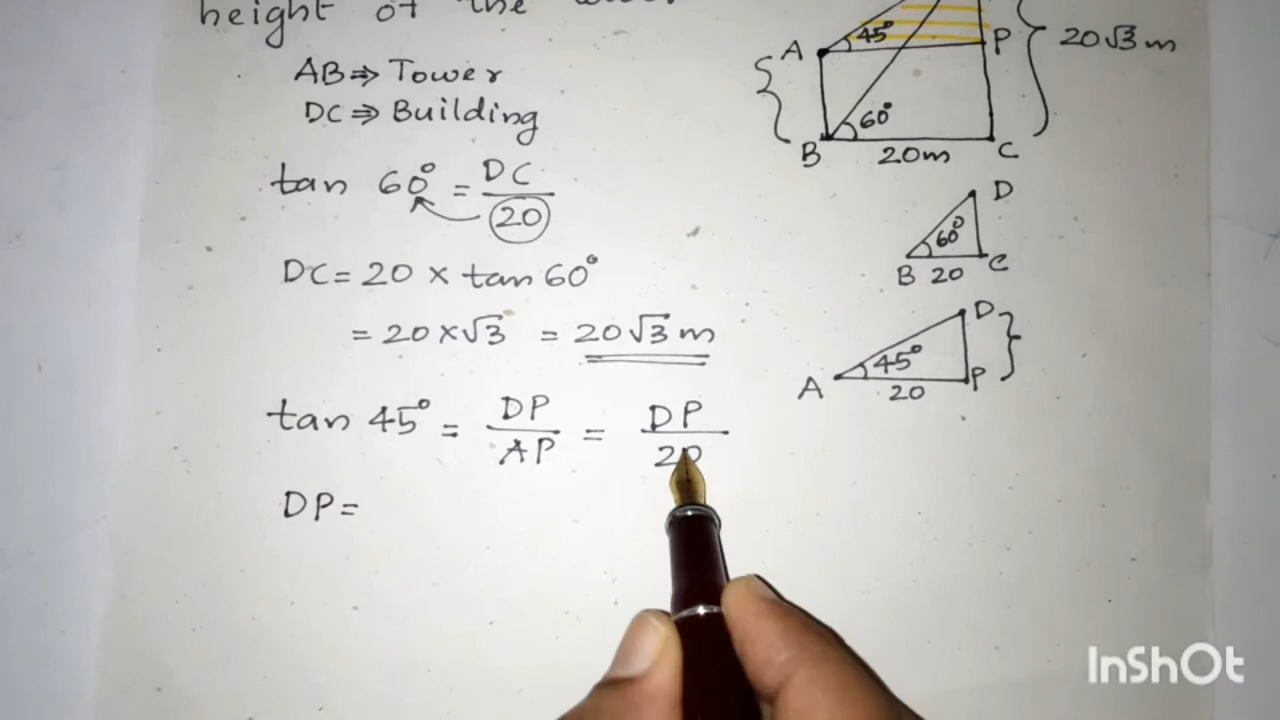 height of the
45°
A
P
20√3 m
AB ⇒ Tower
DC ⇒ Building
60°
B
20m
C
tan 60° = DC/20
D
60°
B 20 C
DC = 20 × tan 60°
= 20 × √3 = 20√3 m
D
45°
A
20
P
tan 45° = DP/AP = DP/20
DP =
InShOt